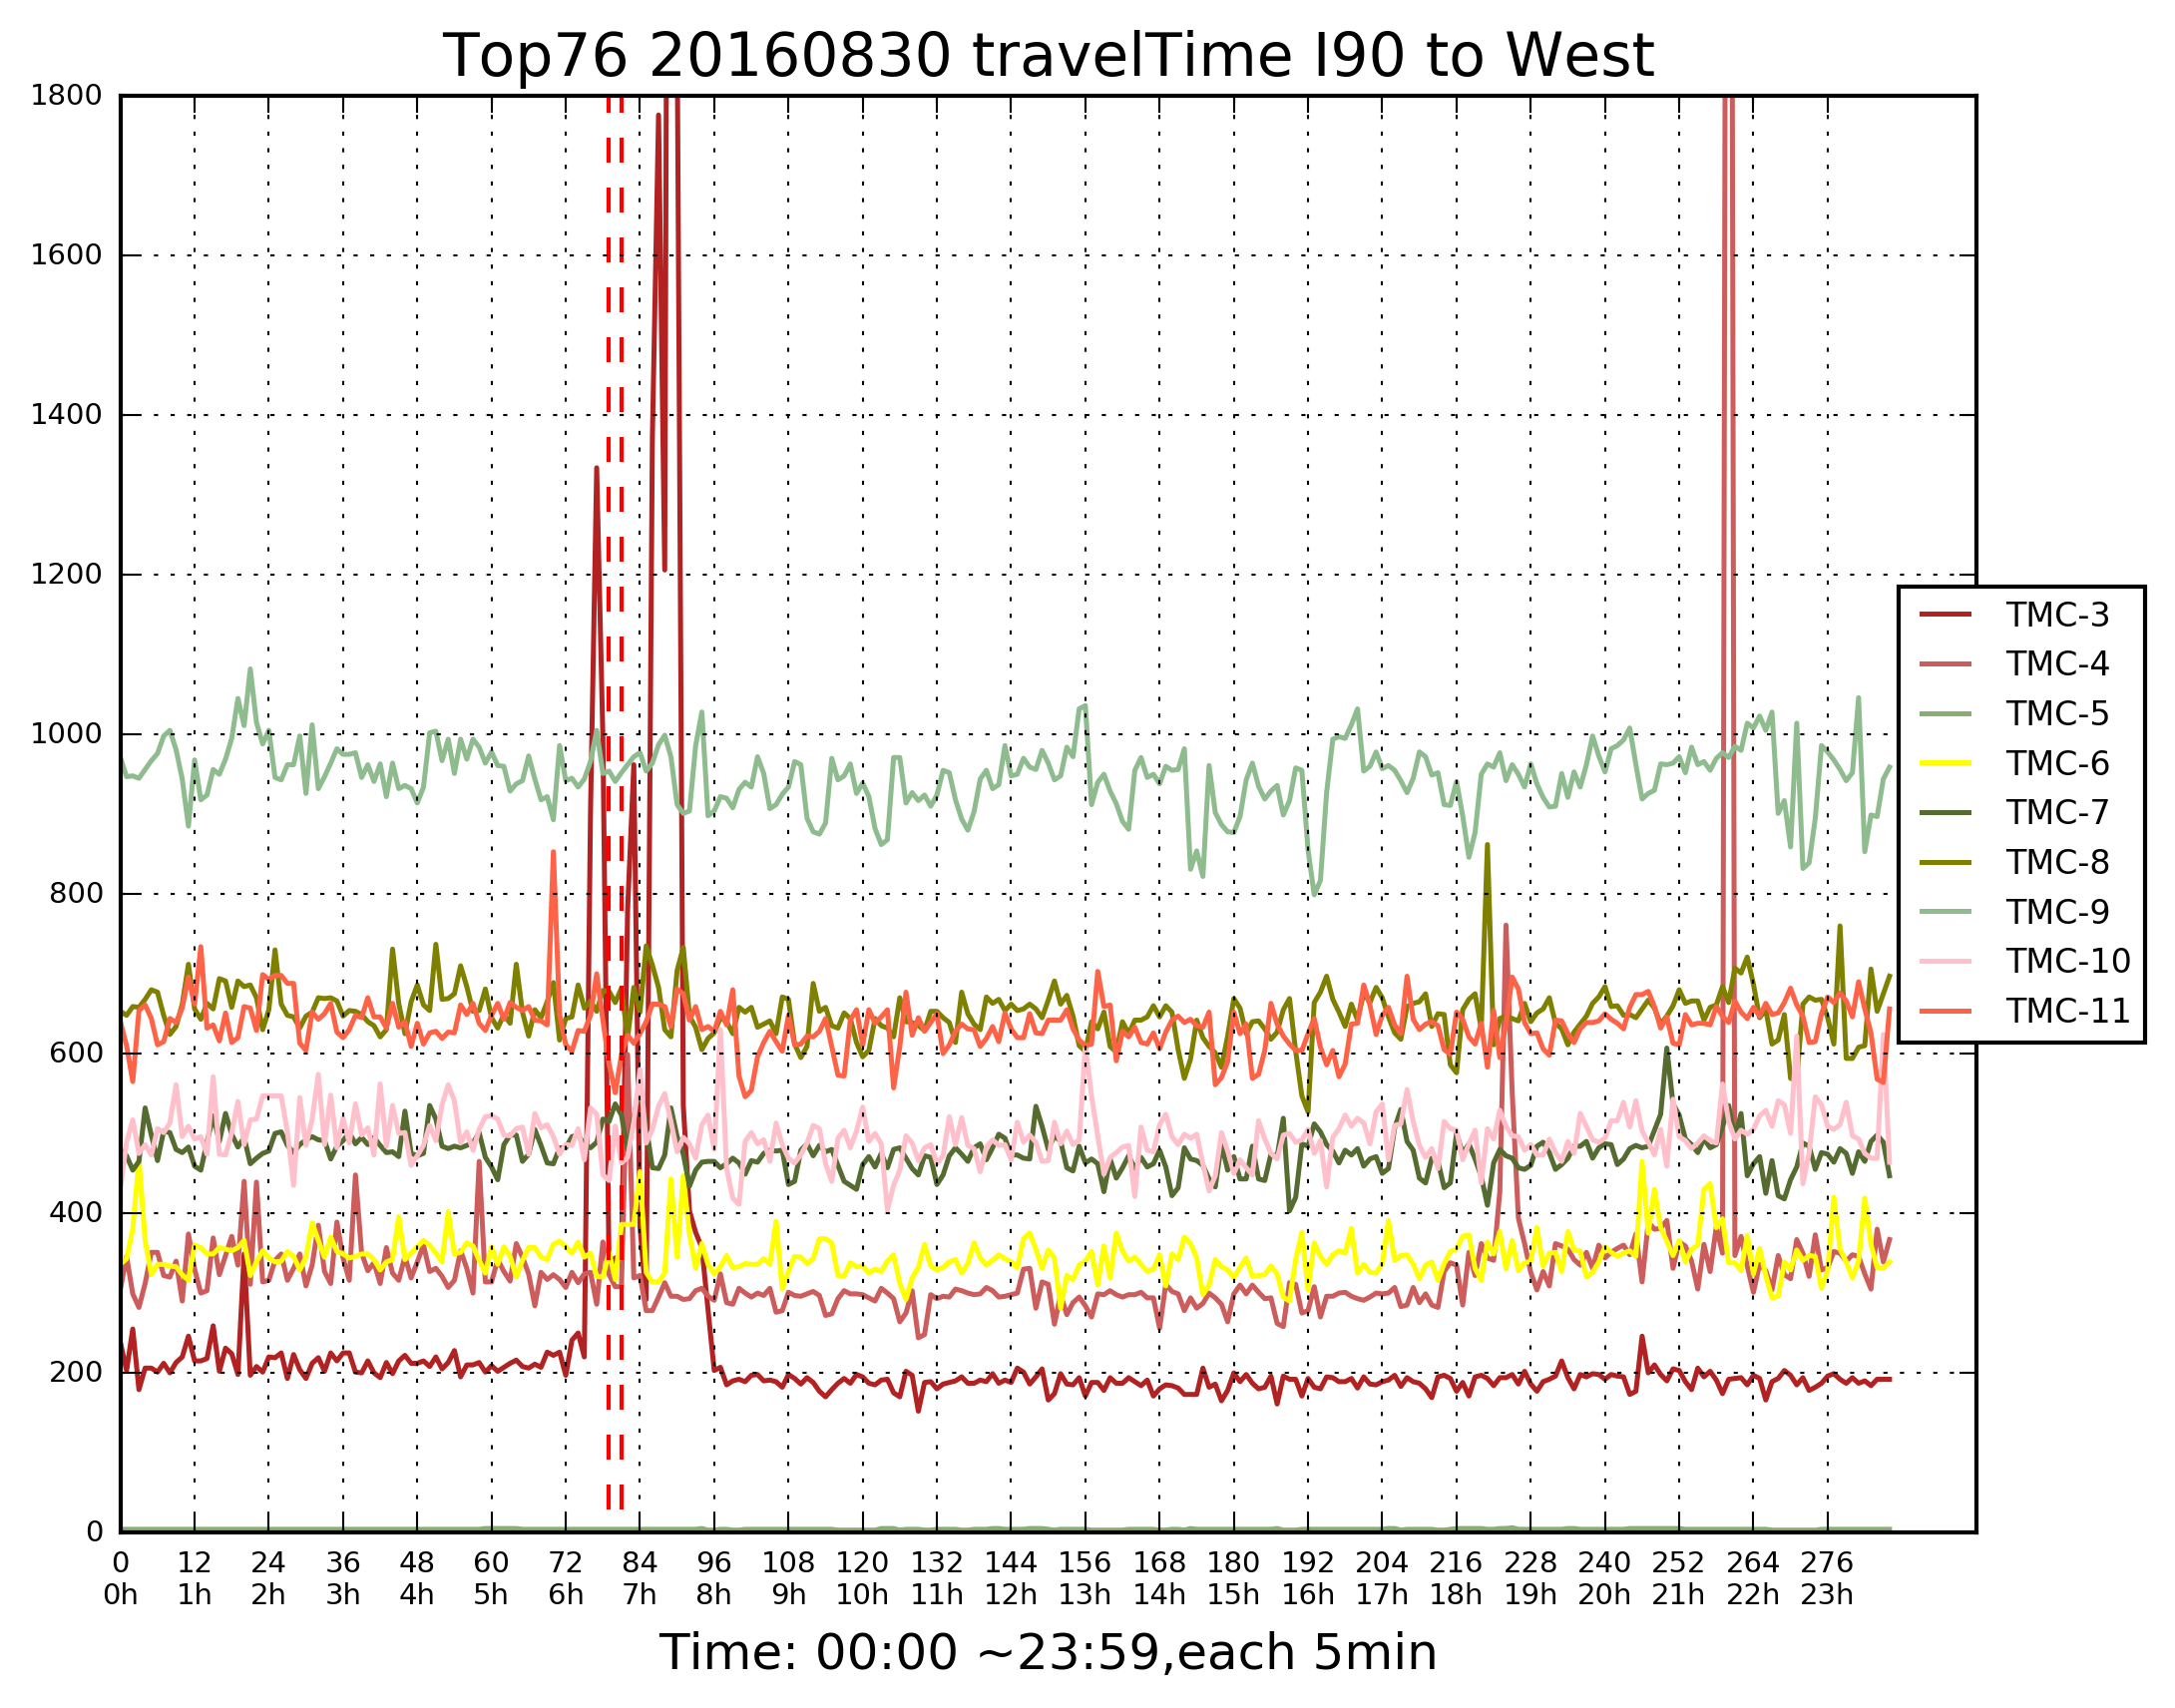 Top76 20160830 travelTime I90 to West
1800
1600
1400
1200
1000
800
600
400
200
0
TMC-3
TMC-4
TMC-5
TMC-6
TMC-7
TMC-8
TMC-9
TMC-10
TMC-11
0 12 24 36 48 60 72 84 96 108 120 132 144 156 168 180 192 204 216 228 240 252 264 276
0h 1h 2h 3h 4h 5h 6h 7h 8h 9h 10h 11h 12h 13h 14h 15h 16h 17h 18h 19h 20h 21h 22h 23h
Time: 00:00 ~23:59,each 5min